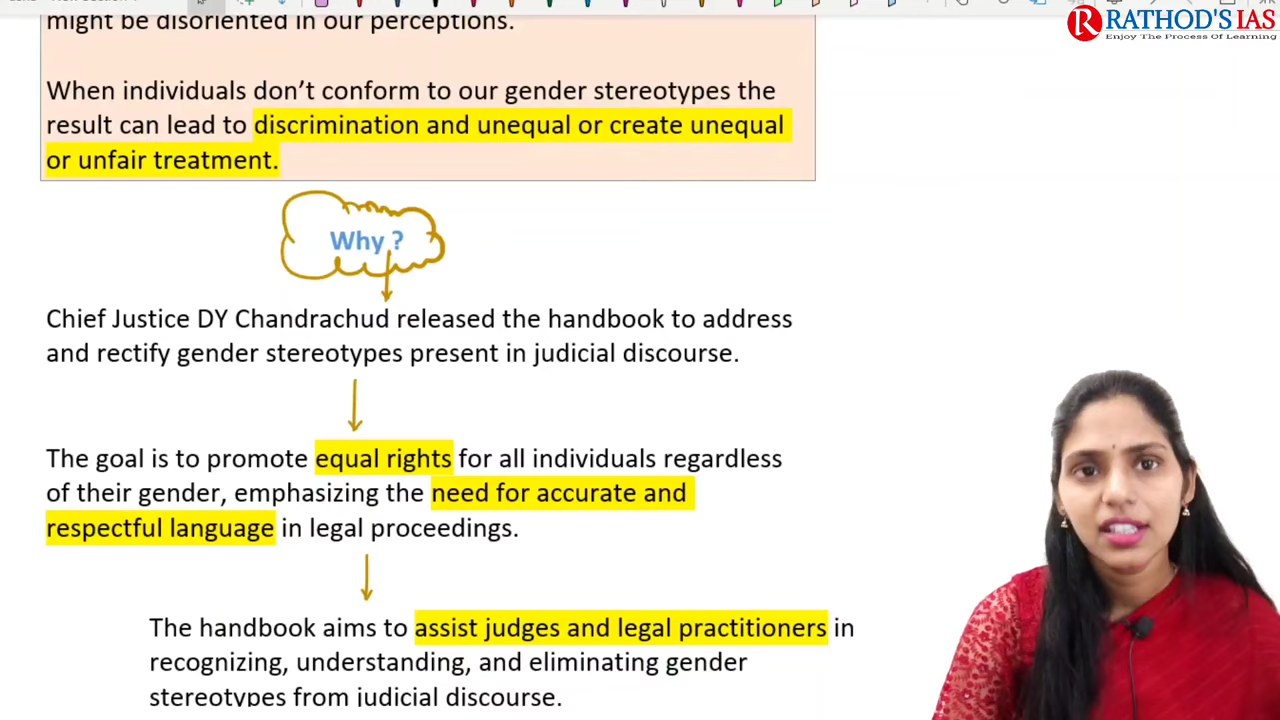 might be disoriented in our perceptions.
RATHOD'S IAS
Enjoy The Process Of Learning
When individuals don't conform to our gender stereotypes the
result can lead to discrimination and unequal or create unequal
or unfair treatment.
Why ?
Chief Justice DY Chandrachud released the handbook to address
and rectify gender stereotypes present in judicial discourse.
The goal is to promote equal rights for all individuals regardless
of their gender, emphasizing the need for accurate and
respectful language in legal proceedings.
The handbook aims to assist judges and legal practitioners in
recognizing, understanding, and eliminating gender
stereotypes from judicial discourse.